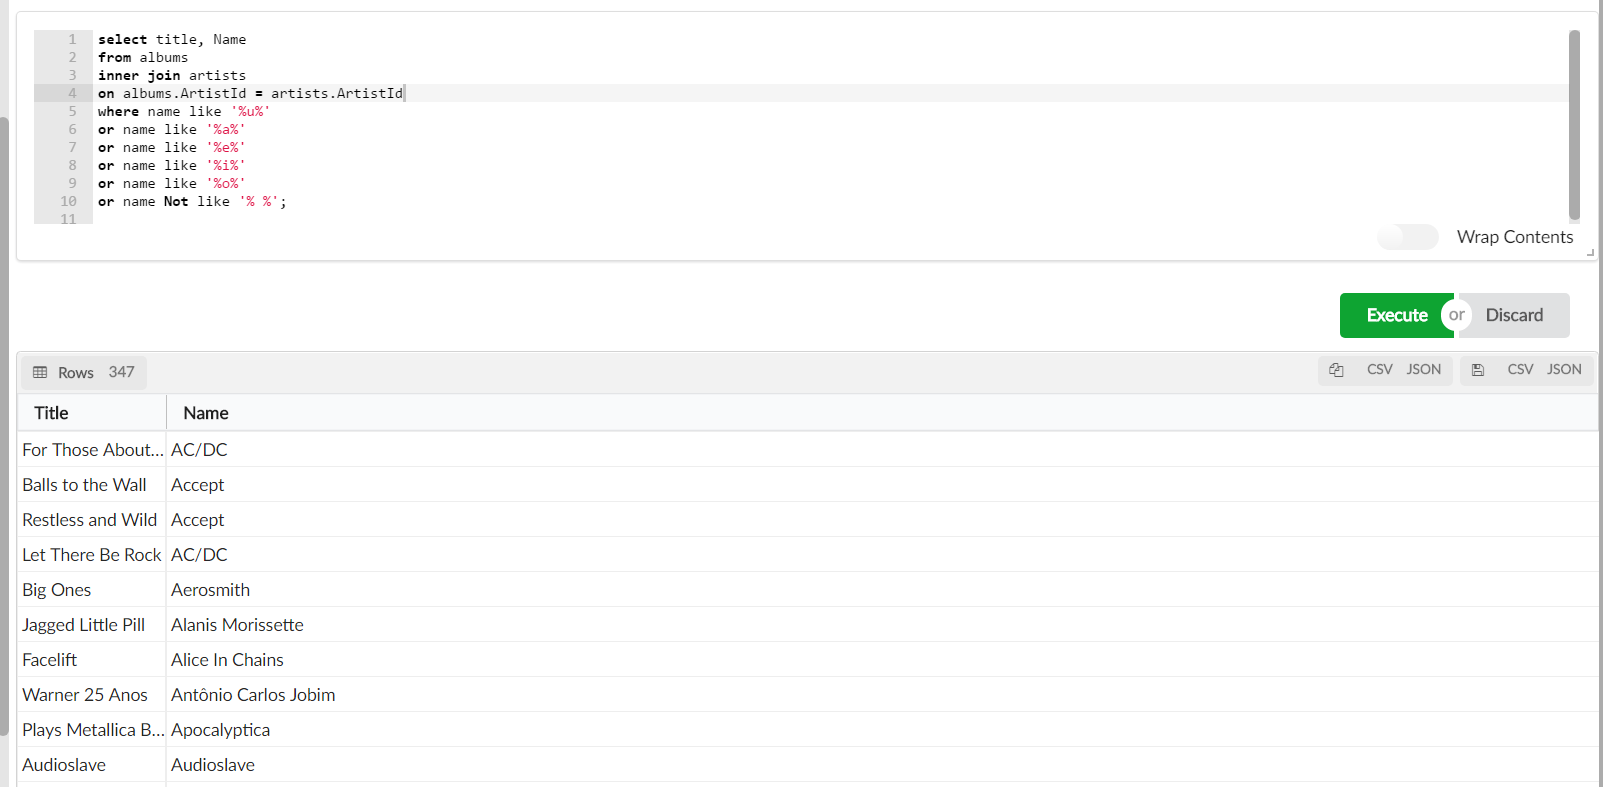 1 select title, Name
2 from albums
3 inner join artists
4 on albums.ArtistId = artists.ArtistId
5 where name like '%u%'
6 or name like '%a%'
7 or name like '%e%'
8 or name like '%i%'
9 or name like '%o%'
10 or name Not like '% %';
11
Wrap Contents
Execute or Discard
Rows 347 CSV JSON CSV JSON
Title Name
For Those About... AC/DC
Balls to the Wall Accept
Restless and Wild Accept
Let There Be Rock AC/DC
Big Ones Aerosmith
Jagged Little Pill Alanis Morissette
Facelift Alice In Chains
Warner 25 Anos Antônio Carlos Jobim
Plays Metallica B... Apocalyptica
Audioslave Audioslave